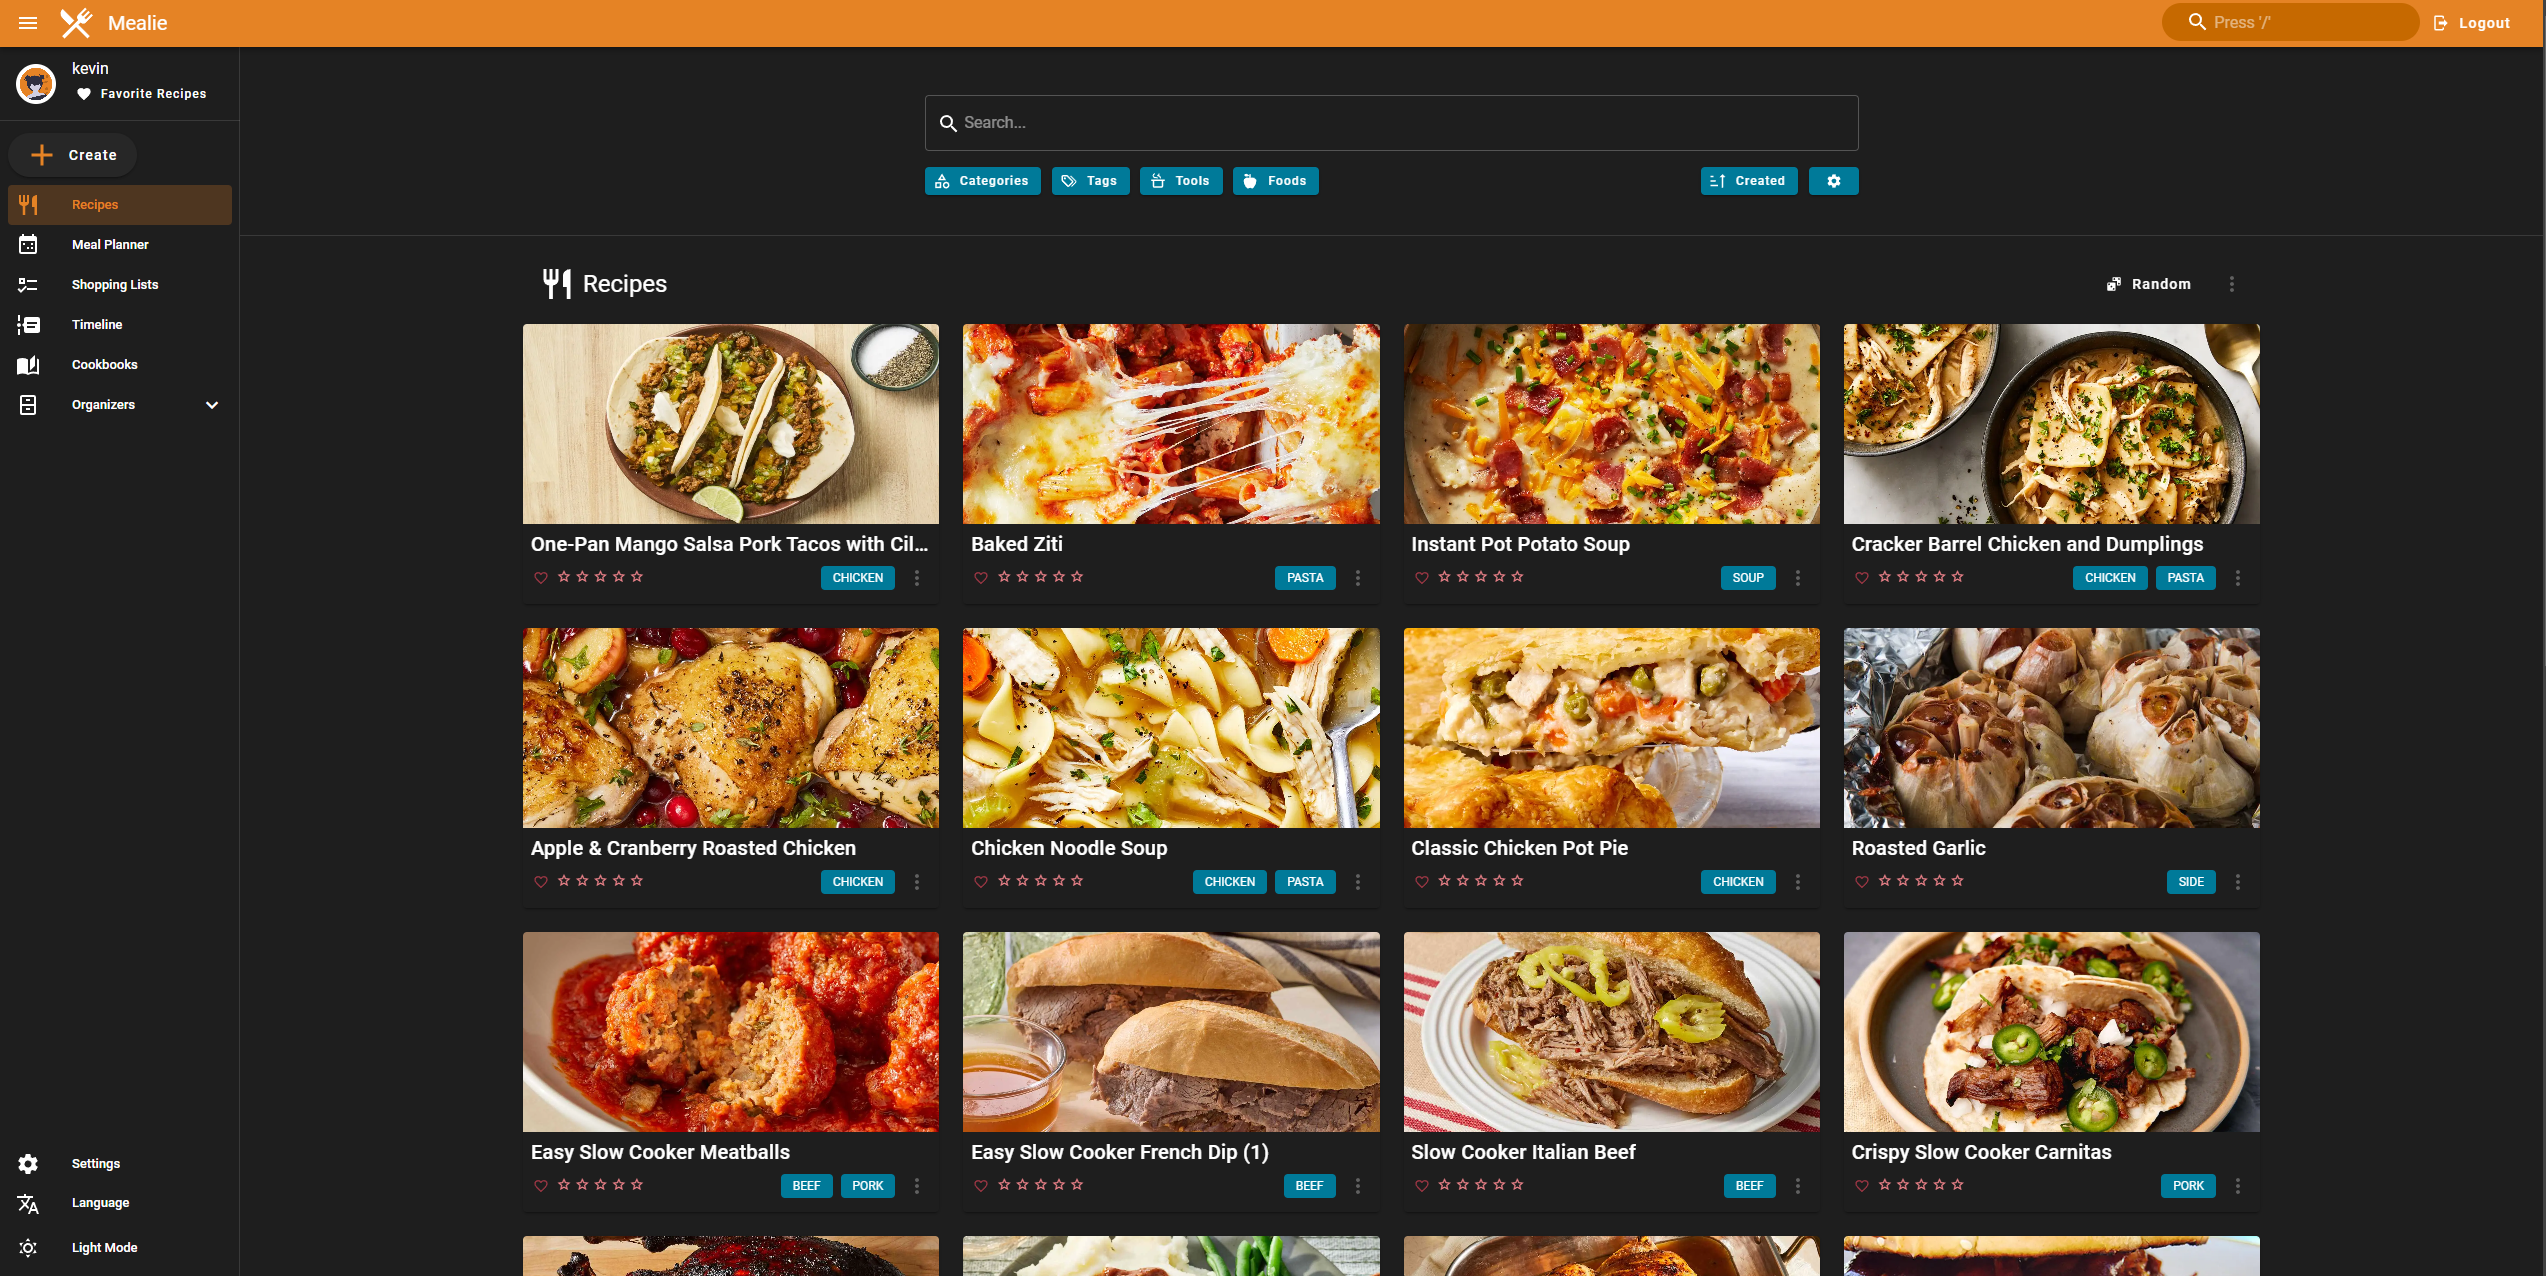 Mealie
Press '/'
Logout
kevin
Favorite Recipes
Create
Recipes
Meal Planner
Shopping Lists
Timeline
Cookbooks
Organizers
Settings
Language
Light Mode
Search...
Categories Tags Tools Foods Created
Recipes
Random
One-Pan Mango Salsa Pork Tacos with Cil...
CHICKEN
Baked Ziti
PASTA
Instant Pot Potato Soup
SOUP
Cracker Barrel Chicken and Dumplings
CHICKEN PASTA
Apple & Cranberry Roasted Chicken
CHICKEN
Chicken Noodle Soup
CHICKEN PASTA
Classic Chicken Pot Pie
CHICKEN
Roasted Garlic
SIDE
Easy Slow Cooker Meatballs
BEEF PORK
Easy Slow Cooker French Dip (1)
BEEF
Slow Cooker Italian Beef
BEEF
Crispy Slow Cooker Carnitas
PORK